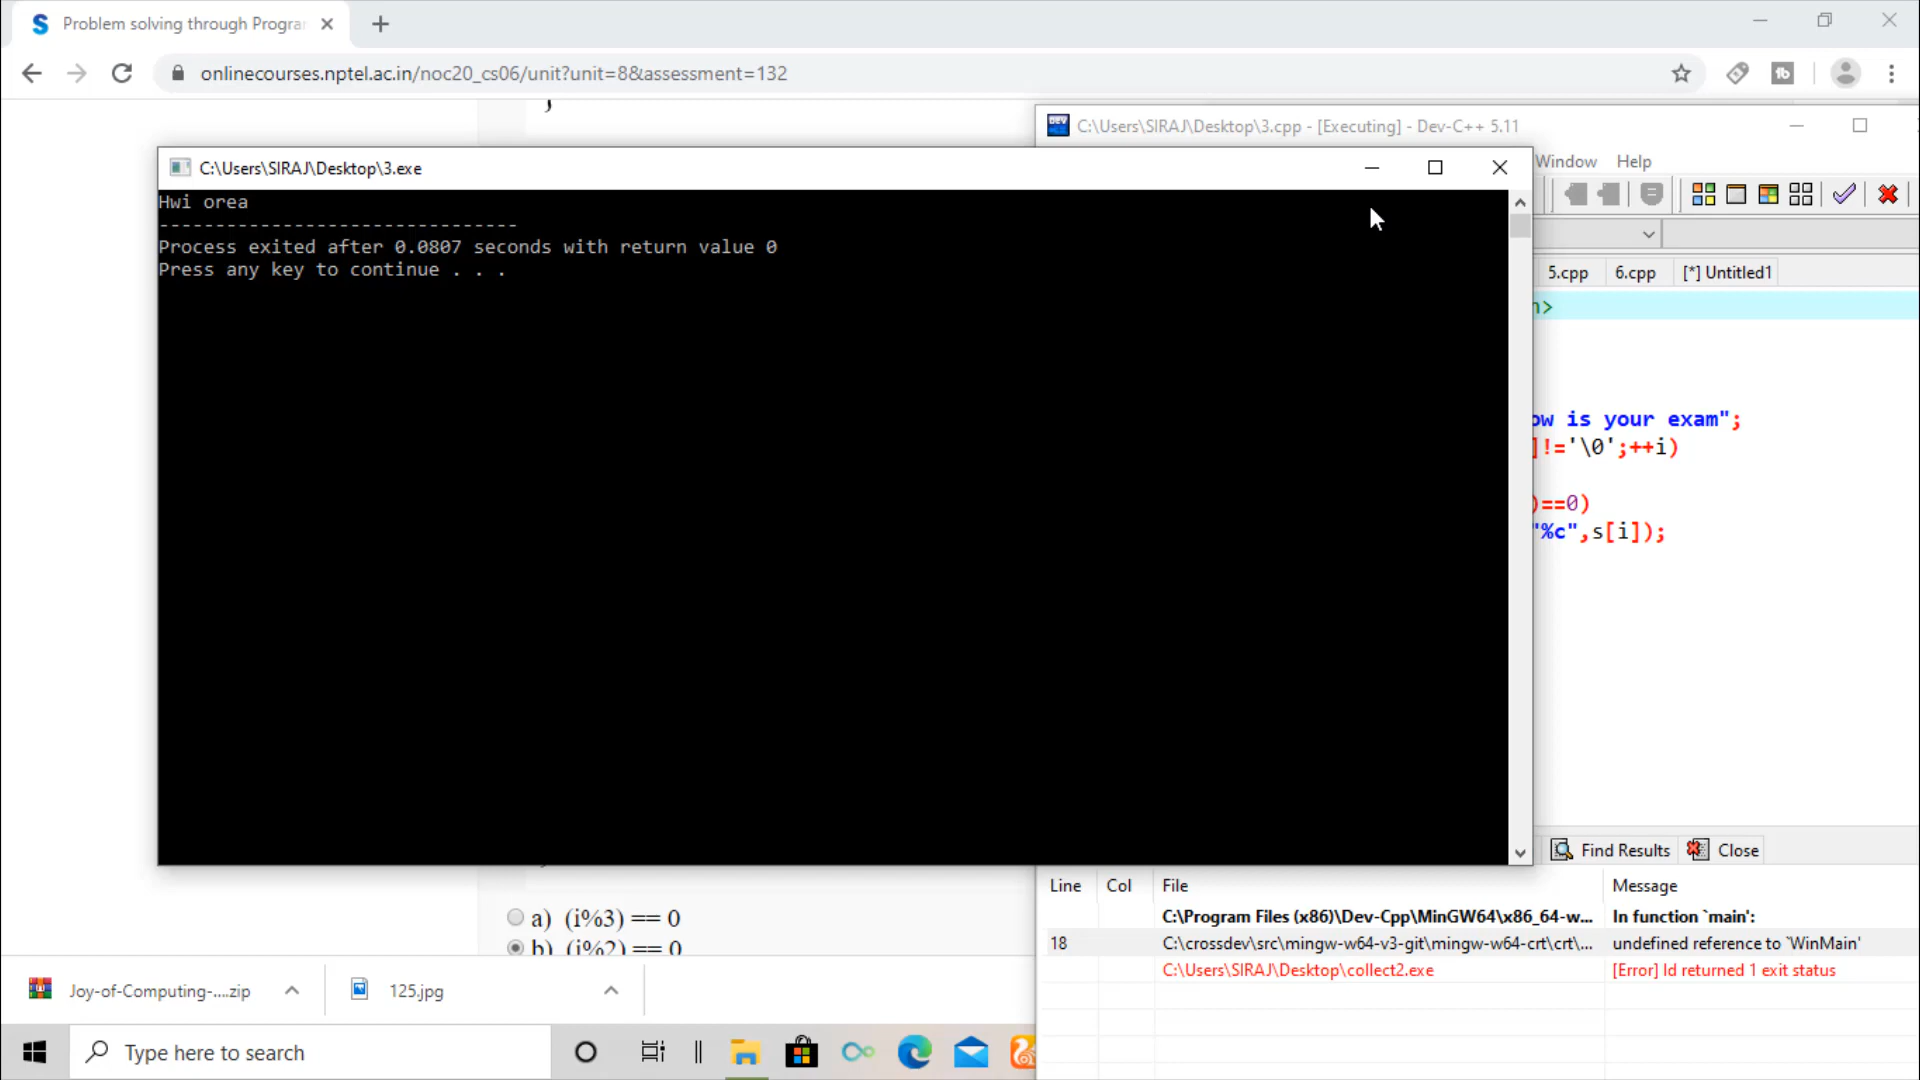 Problem solving through Progra
onlinecourses.nptel.ac.in/noc20_cs06/unit?unit=8&assessment=132
C:\Users\SIRAJ\Desktop\3.cpp - [Executing] - Dev-C++ 5.11
Window Help
C:\Users\SIRAJ\Desktop\3.exe
Hwi orea
--------------------------------
Process exited after 0.0807 seconds with return value 0
Press any key to continue . . .
5.cpp 6.cpp [*] Untitled1
>
ow is your exam";
]!='\0';++i)
)==0)
"%c",s[i]);
Find Results Close
Line Col File Message
C:\Program Files (x86)\Dev-Cpp\MinGW64\x86_64-w... In function `main':
18 C:\crossdev\src\mingw-w64-v3-git\mingw-w64-crt\crt\... undefined reference to `WinMain'
C:\Users\SIRAJ\Desktop\collect2.exe [Error] ld returned 1 exit status
a) (i%3) == 0
b) (i%2) == 0
Joy-of-Computing-....zip 125.jpg
Type here to search